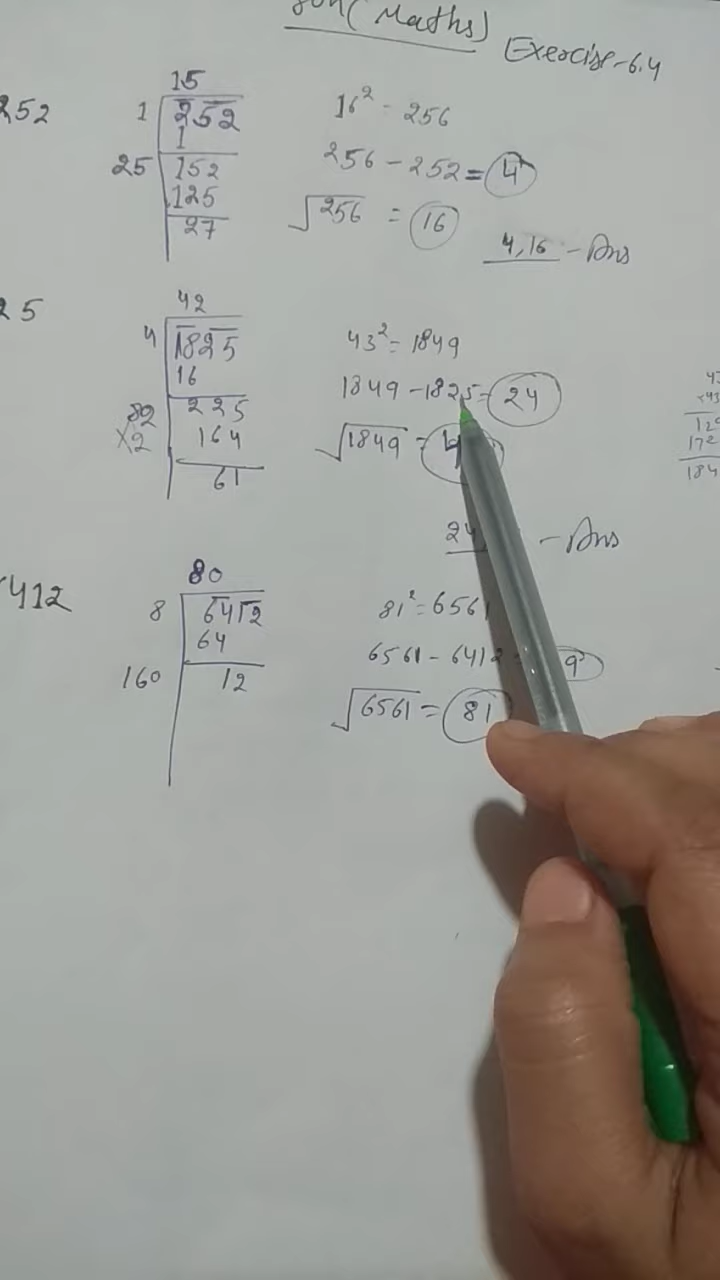 (Maths)
Exercise-6.4
252
15
1 252
1
25 152
125
27
16² - 256
256 - 252 = 4
√256 = 16
4,16 - Ans
25
42
4 1825
16
82 225
×2 164
61
43² = 1849
1849 - 1825 = 24
√1849 =
24
- Ans
412
80
8 6412
64
160 12
81² = 6561
6561 - 6412
9
√6561 = 81